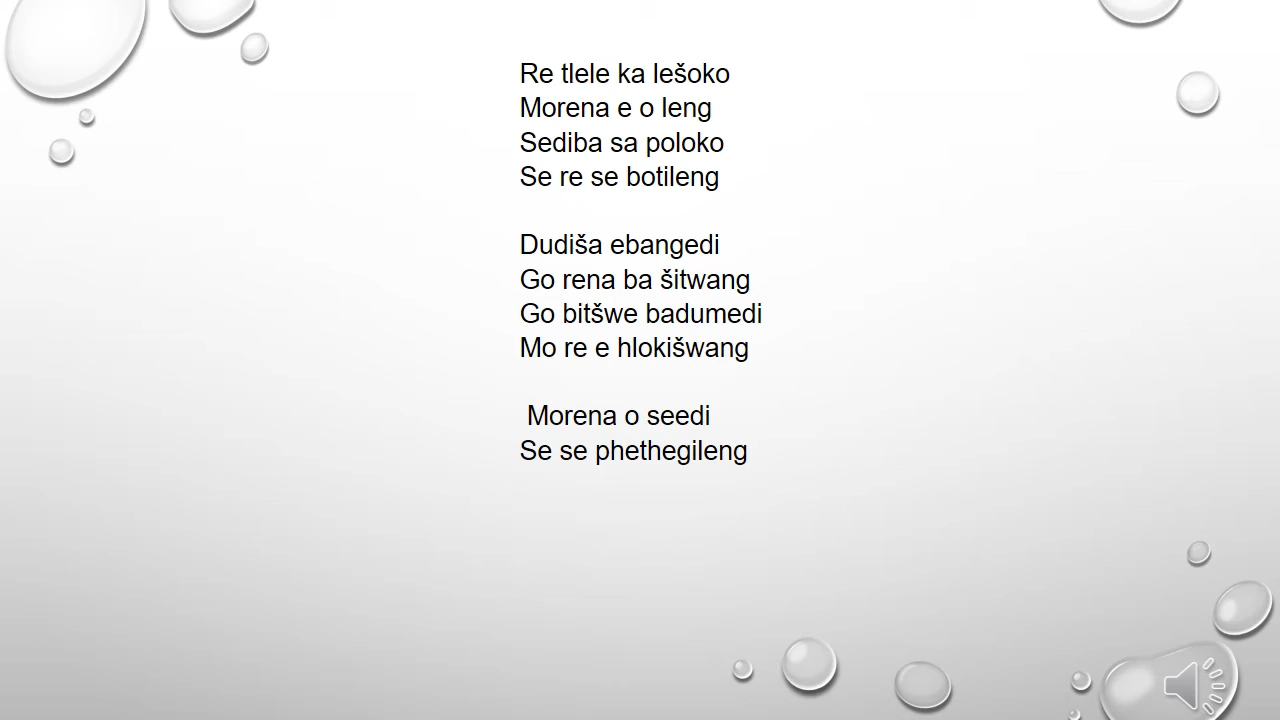 Re tlele ka lešoko
Morena e o leng
Sediba sa poloko
Se re se botileng

Dudiša ebangedi
Go rena ba šitwang
Go bitšwe badumedi
Mo re e hlokišwang

Morena o seedi
Se se phethegileng